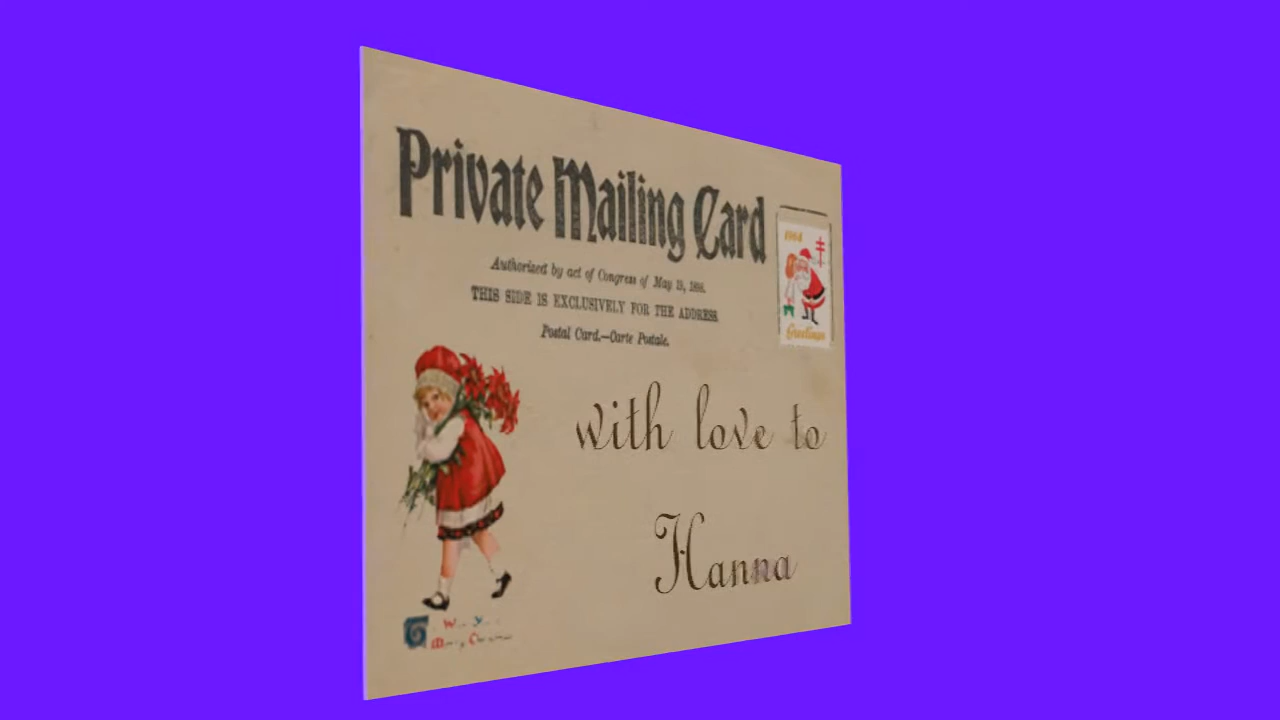 Private Mailing Card
Authorized by act of Congress of May 19, 1898.
THIS SIDE IS EXCLUSIVELY FOR THE ADDRESS
Postal Card.—Carte Postale.
Greetings
with love to
Hanna